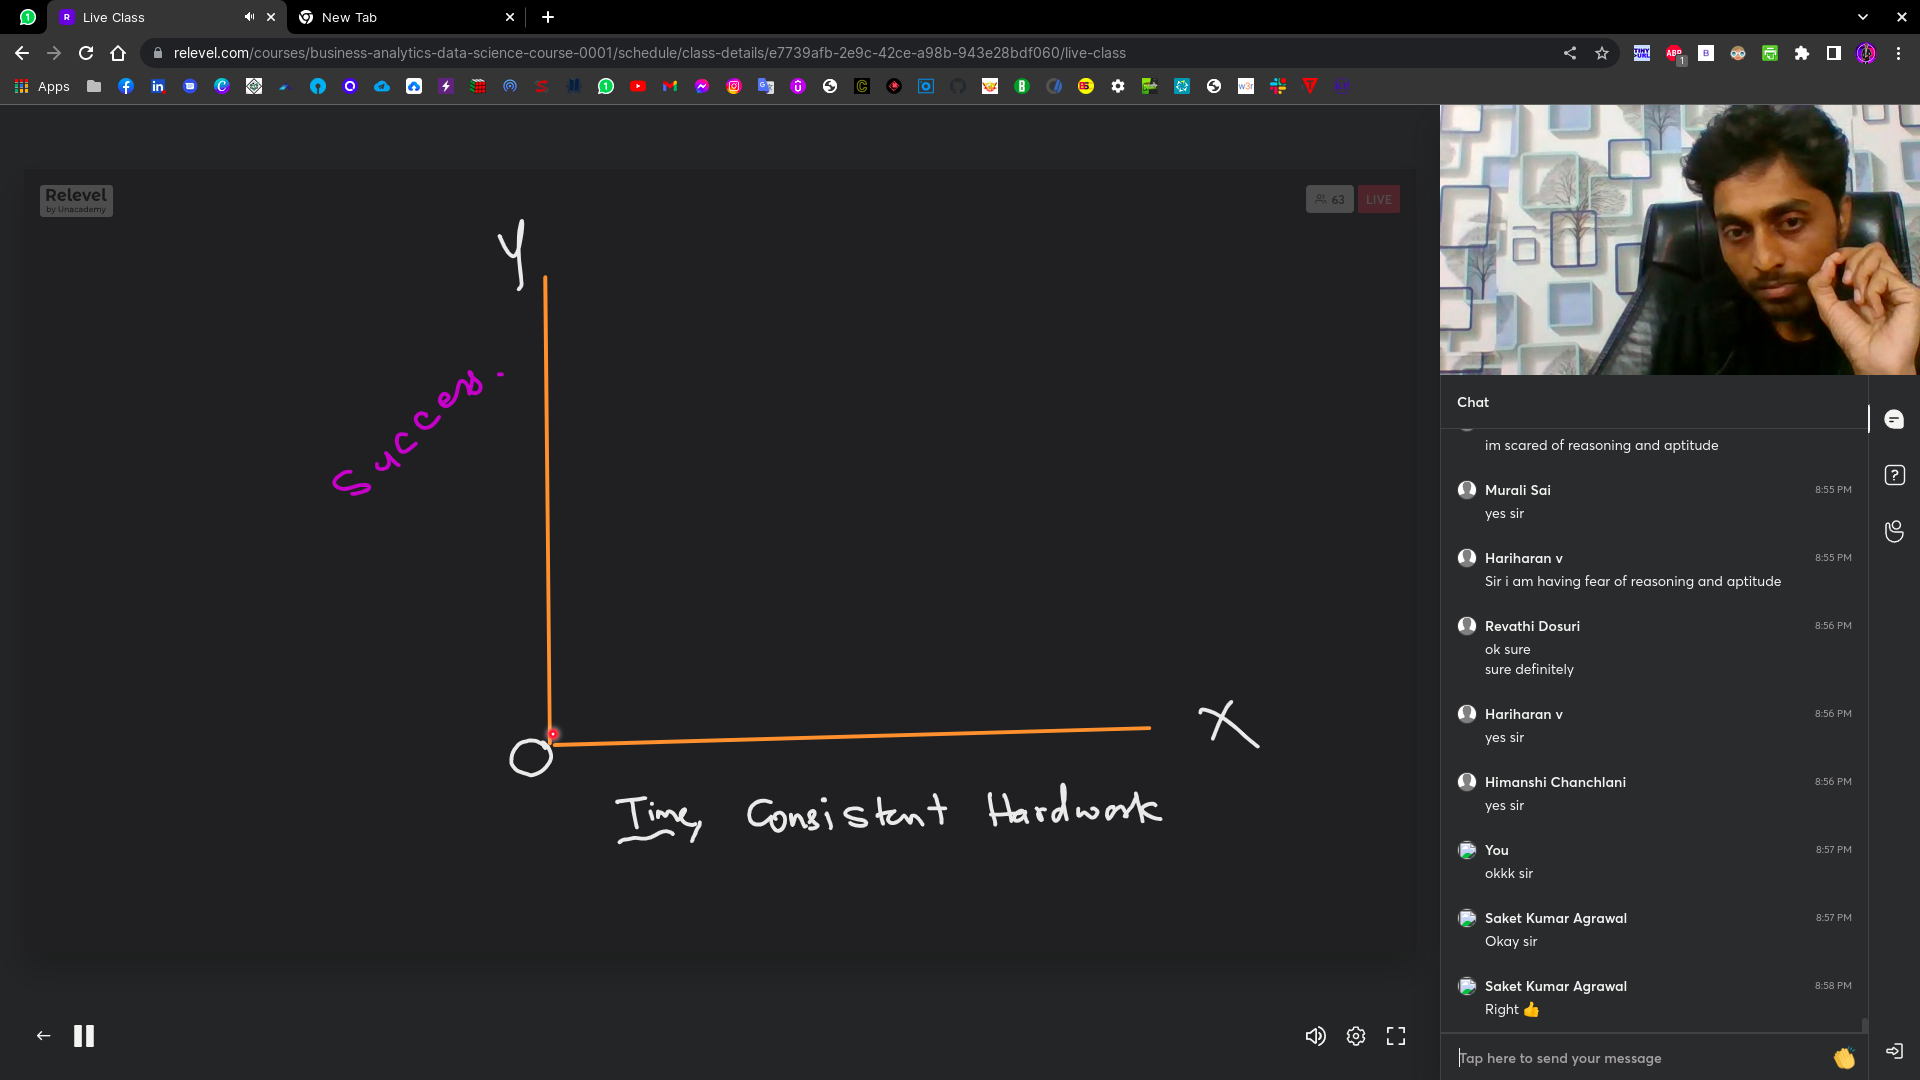 1
Live Class
New Tab
relevel.com/courses/business-analytics-data-science-course-0001/schedule/class-details/e7739afb-2e9c-42ce-a98b-943e28bdf060/live-class
Apps
Relevel
by Unacademy
63
LIVE
Y
Success.
O
X
Time, Consistent Hardwork
Chat
im scared of reasoning and aptitude
Murali Sai 8:55 PM
yes sir
Hariharan v 8:55 PM
Sir i am having fear of reasoning and aptitude
Revathi Dosuri 8:56 PM
ok sure
sure definitely
Hariharan v 8:56 PM
yes sir
Himanshi Chanchlani 8:56 PM
yes sir
You 8:57 PM
okkk sir
Saket Kumar Agrawal 8:57 PM
Okay sir
Saket Kumar Agrawal 8:58 PM
Right 👍
Tap here to send your message